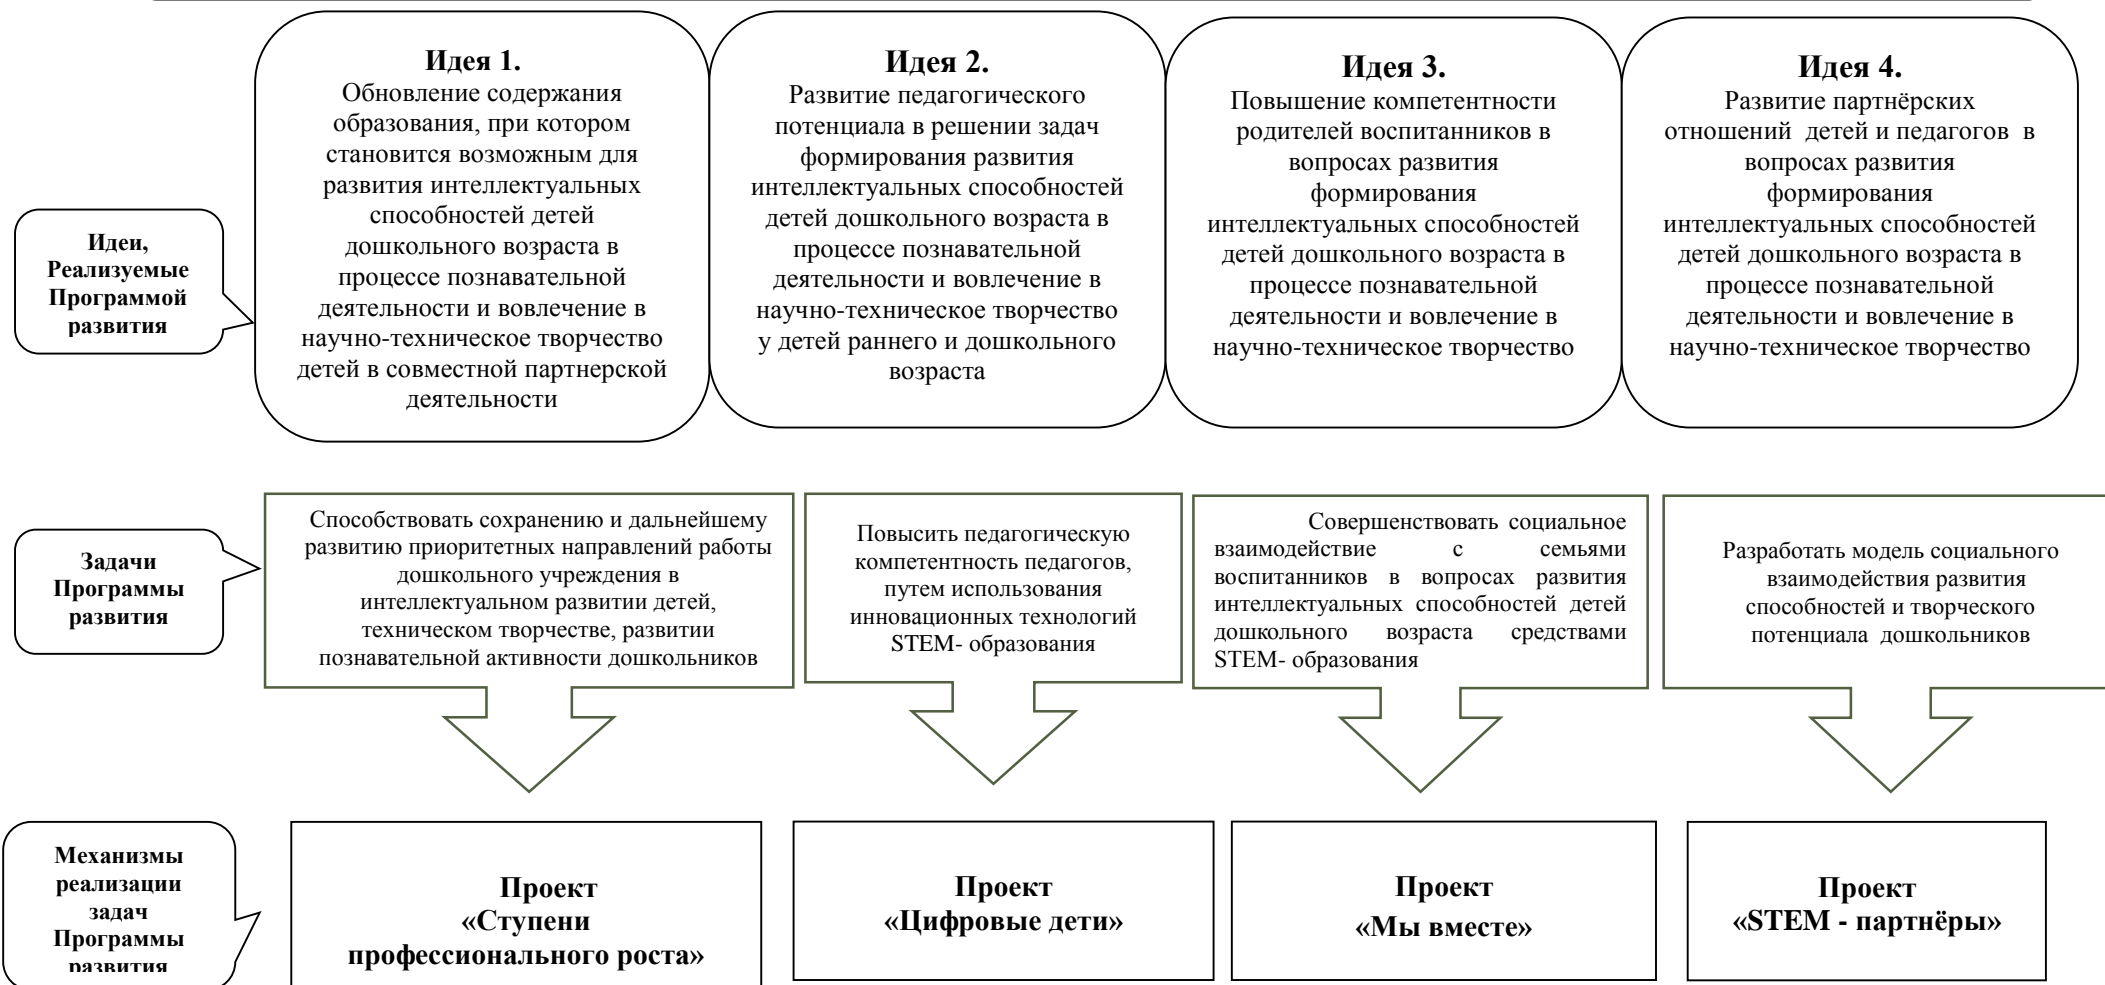 Идея 1.
Обновление содержания
образования, при котором
становится возможным для
развития интеллектуальных
способностей детей
дошкольного возраста в
процессе познавательной
деятельности и вовлечение в
научно-техническое творчество
детей в совместной партнерской
деятельности
Идея 2.
Развитие педагогического
потенциала в решении задач
формирования развития
интеллектуальных способностей
детей дошкольного возраста в
процессе познавательной
деятельности и вовлечение в
научно-техническое творчество
у детей раннего и дошкольного
возраста
Идея 3.
Повышение компетентности
родителей воспитанников в
вопросах развития
формирования
интеллектуальных способностей
детей дошкольного возраста в
процессе познавательной
деятельности и вовлечение в
научно-техническое творчество
Идея 4.
Развитие партнёрских
отношений детей и педагогов в
вопросах развития
формирования
интеллектуальных способностей
детей дошкольного возраста в
процессе познавательной
деятельности и вовлечение в
научно-техническое творчество
Идеи,
Реализуемые
Программой
развития
Задачи
Программы
развития
Способствовать сохранению и дальнейшему
развитию приоритетных направлений работы
дошкольного учреждения в
интеллектуальном развитии детей,
техническом творчестве, развитии
познавательной активности дошкольников
Повысить педагогическую
компетентность педагогов,
путем использования
инновационных технологий
STEM- образования
Совершенствовать социальное
взаимодействие с семьями
воспитанников в вопросах развития
интеллектуальных способностей детей
дошкольного возраста средствами
STEM- образования
Разработать модель социального
взаимодействия развития
способностей и творческого
потенциала дошкольников
Механизмы
реализации
задач
Программы
развития
Проект
«Ступени
профессионального роста»
Проект
«Цифровые дети»
Проект
«Мы вместе»
Проект
«STEM - партнёры»